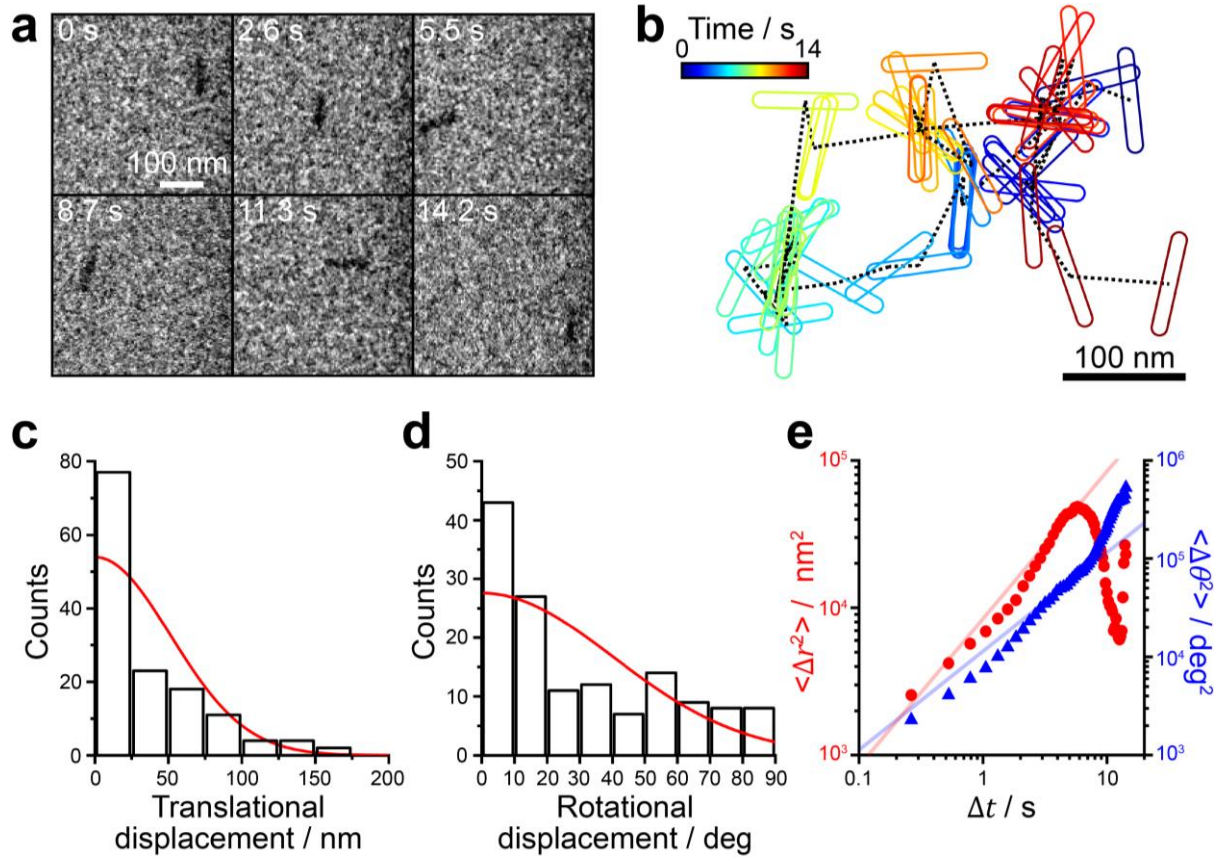 a
0 s
2.6 s
5.5 s
100 nm
8.7 s
11.3 s
14.2 s
b
Time / s
0
14
100 nm
c
80
60
40
20
0
Counts
0
50
100
150
200
Translational
displacement / nm
d
50
40
30
20
10
0
Counts
0
10
20
30
40
50
60
70
80
90
Rotational
displacement / deg
e
10⁵
10⁴
10³
<Δr²> / nm²
10⁶
10⁵
10⁴
10³
<Δθ²> / deg²
0.1
1
10
Δt / s